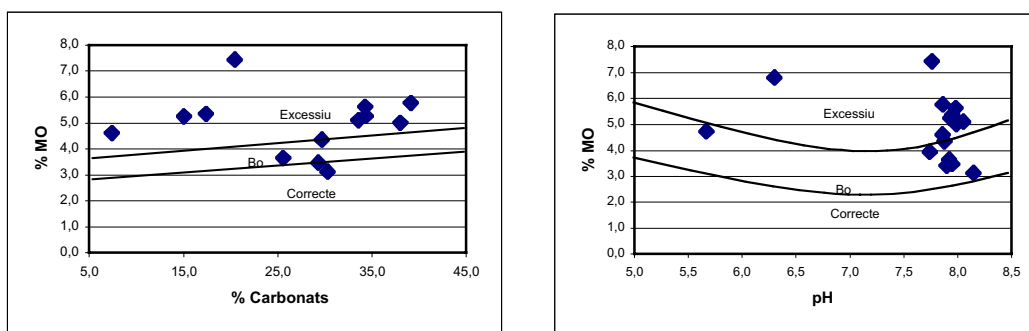 8,0
7,0
6,0
5,0
4,0
3,0
2,0
1,0
0,0
% MO
Excessiu
Bo
Correcte
5,0 15,0 25,0 35,0 45,0
% Carbonats
8,0
7,0
6,0
5,0
4,0
3,0
2,0
1,0
0,0
% MO
Excessiu
Bo
Correcte
5,0 5,5 6,0 6,5 7,0 7,5 8,0 8,5
pH